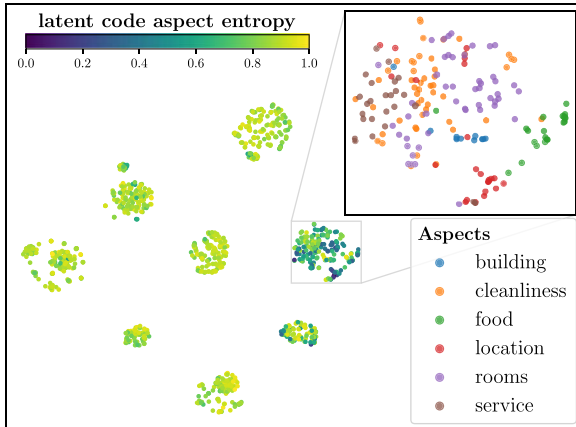 latent code aspect entropy
0.0 0.2 0.4 0.6 0.8 1.0
Aspects
building
cleanliness
food
location
rooms
service